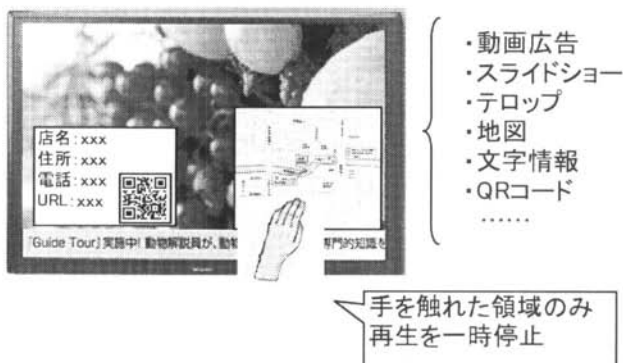 店名:xxx
住所:xxx
電話:xxx
URL:xxx
「Guide Tour」実施中! 動物解説員が、動物
専門的知識を
・動画広告
・スライドショー
・テロップ
・地図
・文字情報
・QRコード
……
手を触れた領域のみ
再生を一時停止